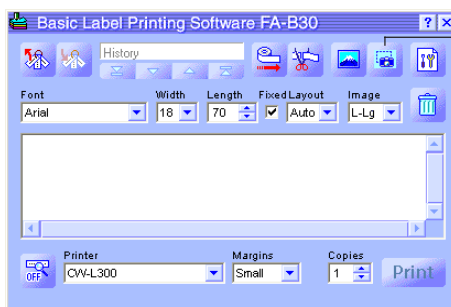 Basic Label Printing Software FA-B30
History
Font Width Length Fixed Layout Image
Arial 18 70 Auto L-Lg
Printer Margins Copies
OFF CW-L300 Small 1 Print